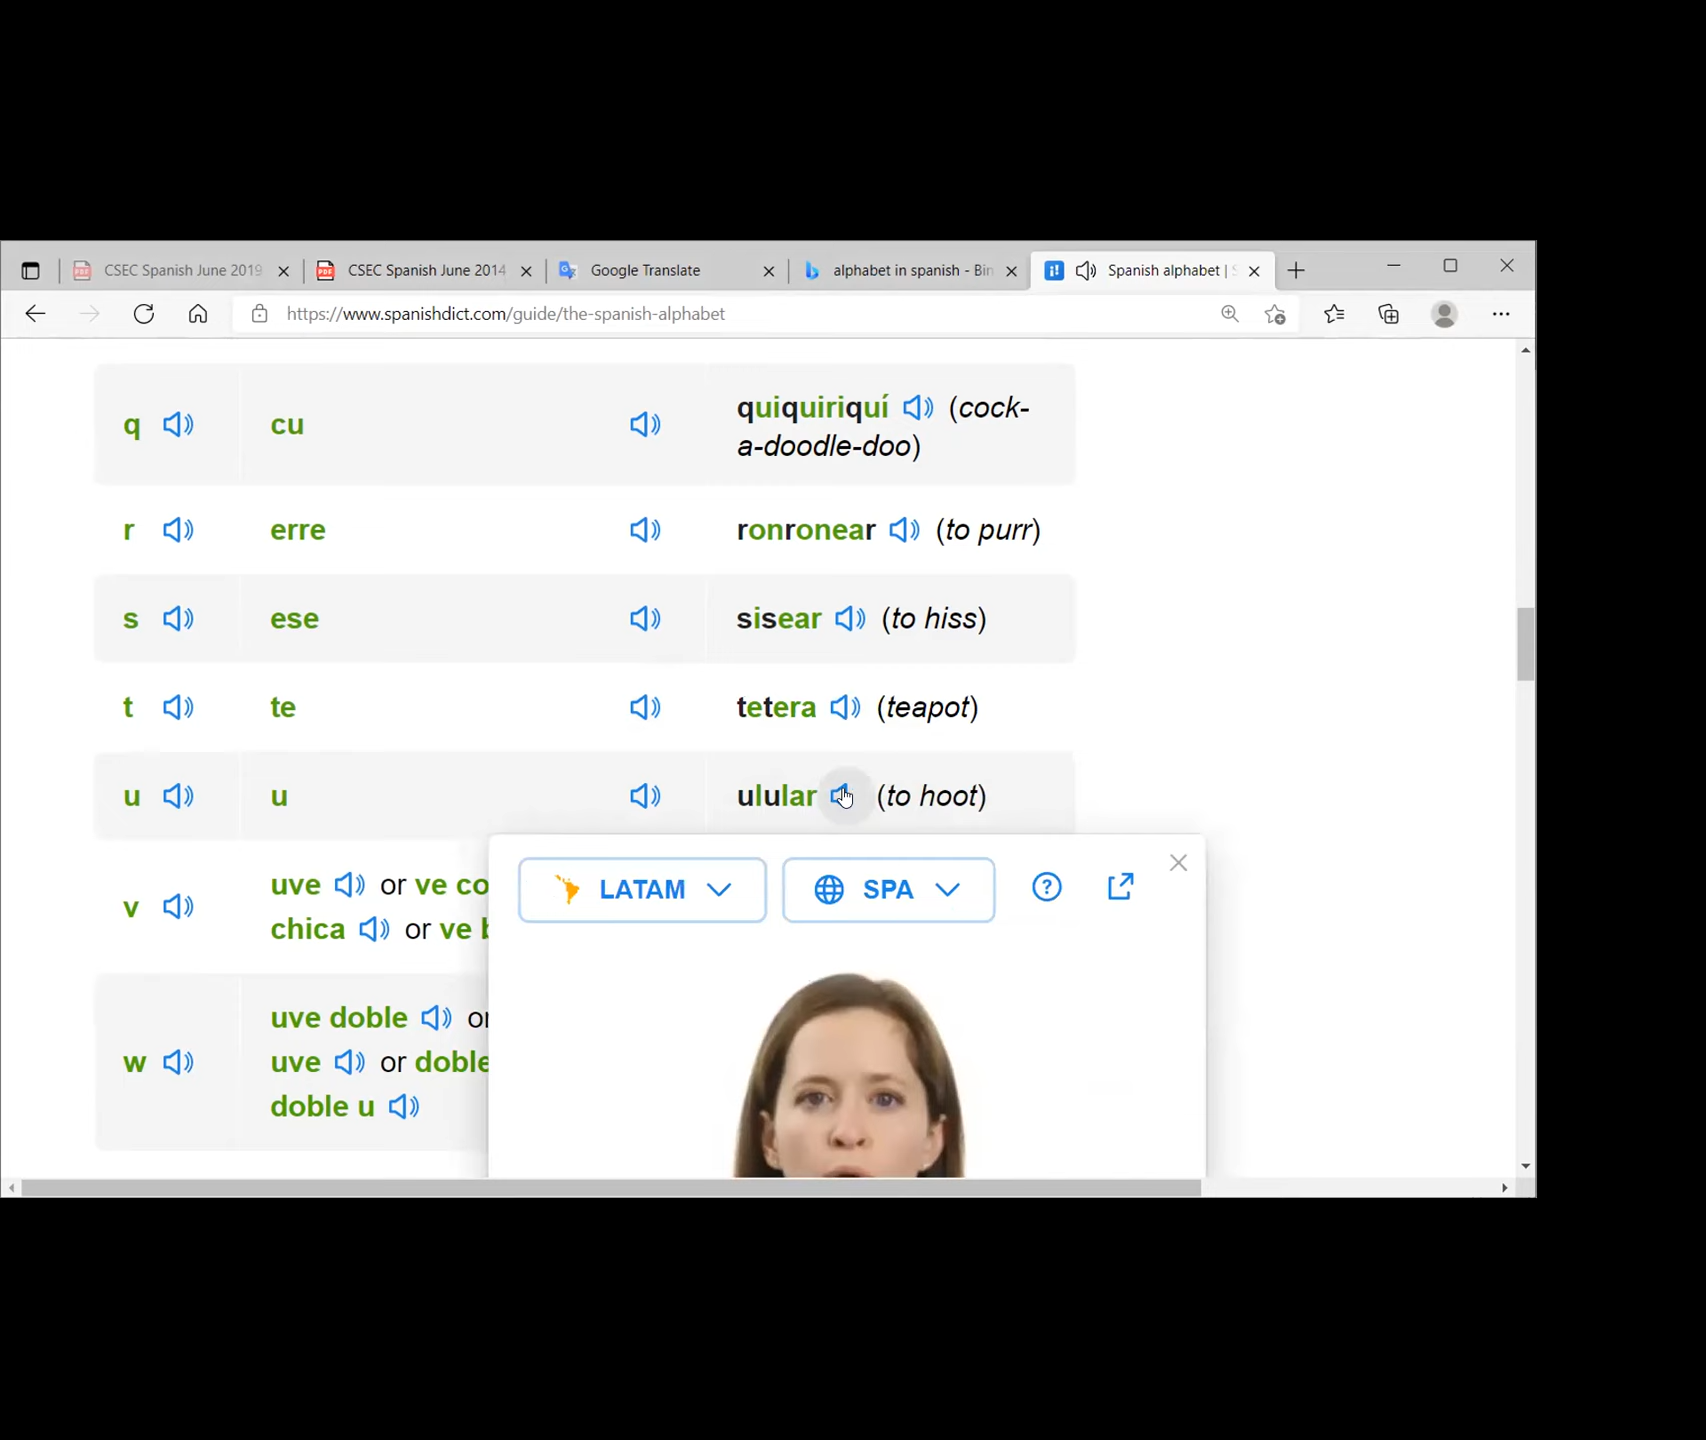 CSEC Spanish June 2019
CSEC Spanish June 2014
Google Translate
alphabet in spanish - Bin
Spanish alphabet |
https://www.spanishdict.com/guide/the-spanish-alphabet
q cu quiquiriquí (cock-
a-doodle-doo)
r erre ronronear (to purr)
s ese sisear (to hiss)
t te tetera (teapot)
u u ulular (to hoot)
v uve or ve co
chica or ve b
w uve doble or
uve or doble
doble u
LATAM SPA